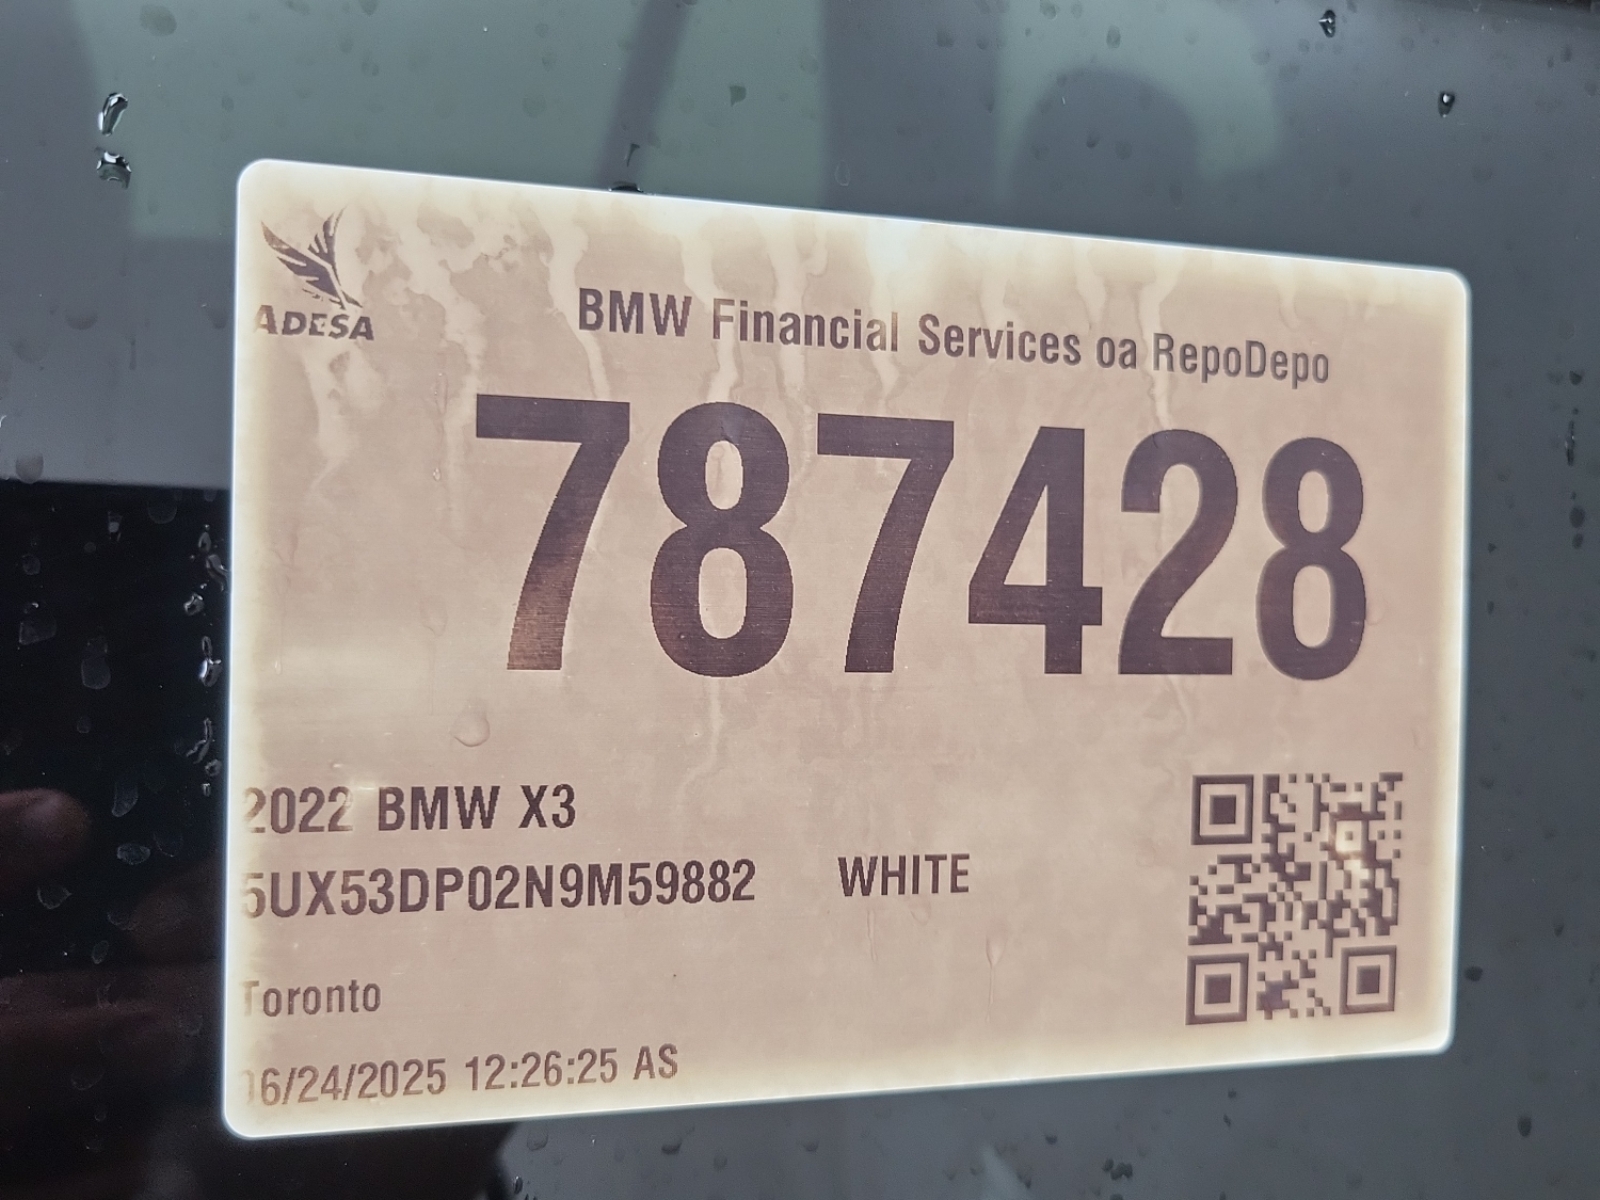 ADESA
BMW Financial Services oa RepoDepo
787428
2022 BMW X3
5UX53DP02N9M59882 WHITE
Toronto
06/24/2025 12:26:25 AS